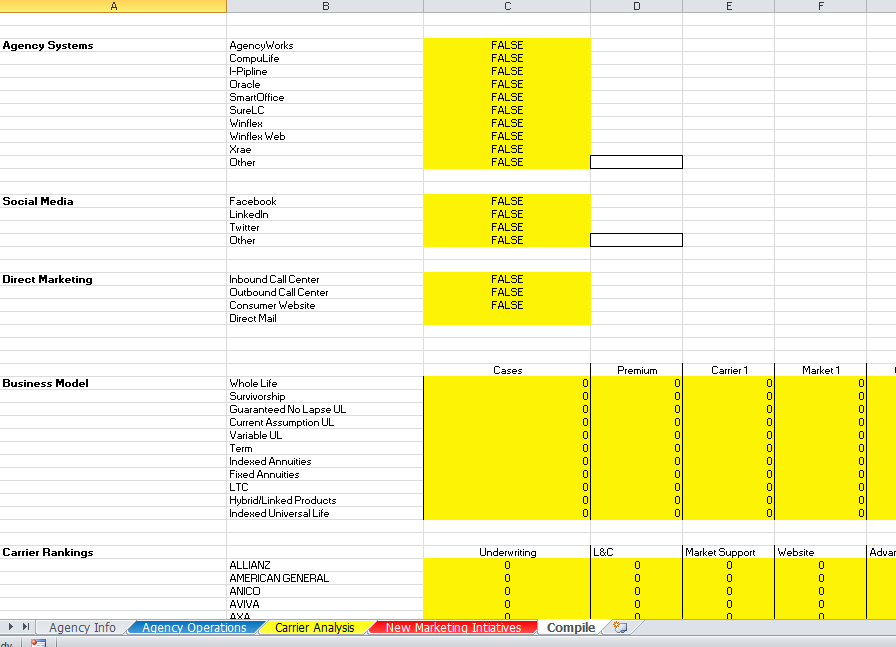 A B C D E F
Agency Systems AgencyWorks FALSE
CompuLife FALSE
I-Pipline FALSE
Oracle FALSE
SmartOffice FALSE
SureLC FALSE
Winflex FALSE
Winflex Web FALSE
Xrae FALSE
Other FALSE
Social Media Facebook FALSE
LinkedIn FALSE
Twitter FALSE
Other FALSE
Direct Marketing Inbound Call Center FALSE
Outbound Call Center FALSE
Consumer Website FALSE
Direct Mail
Cases Premium Carrier 1 Market 1
Business Model Whole Life 0 0 0 0
Survivorship 0 0 0 0
Guaranteed No Lapse UL 0 0 0 0
Current Assumption UL 0 0 0 0
Variable UL 0 0 0 0
Term 0 0 0 0
Indexed Annuities 0 0 0 0
Fixed Annuities 0 0 0 0
LTC 0 0 0 0
Hybrid/Linked Products 0 0 0 0
Indexed Universal Life 0 0 0 0
Carrier Rankings Underwriting L&C Market Support Website Advan
ALLIANZ 0 0 0 0
AMERICAN GENERAL 0 0 0 0
ANICO 0 0 0 0
AVIVA 0 0 0 0
AXA 0 0 0 0
Agency Info Agency Operations Carrier Analysis New Marketing Intiatives Compile